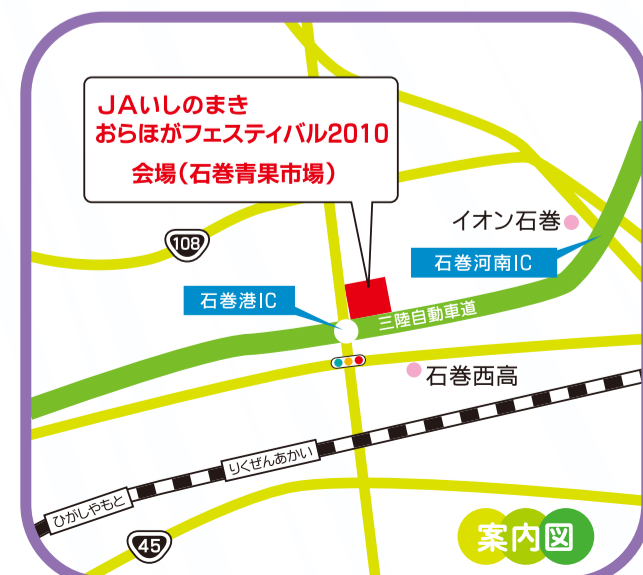 JAいしのまき
おらほがフェスティバル2010
会場(石巻青果市場)
イオン石巻
108
石巻河南IC
石巻港IC
三陸自動車道
石巻西高
りくぜんあかい
ひがしやもと
45
案内図